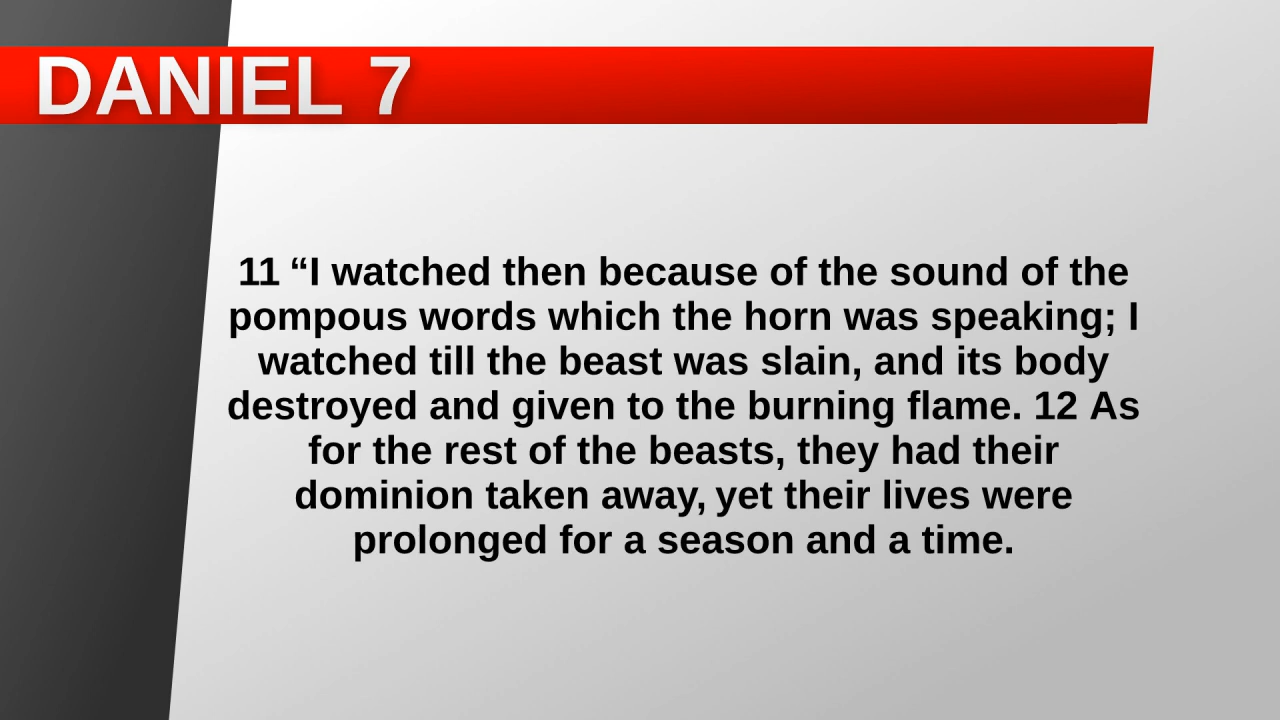 DANIEL 7
11 “I watched then because of the sound of the
pompous words which the horn was speaking; I
watched till the beast was slain, and its body
destroyed and given to the burning flame. 12 As
for the rest of the beasts, they had their
dominion taken away, yet their lives were
prolonged for a season and a time.